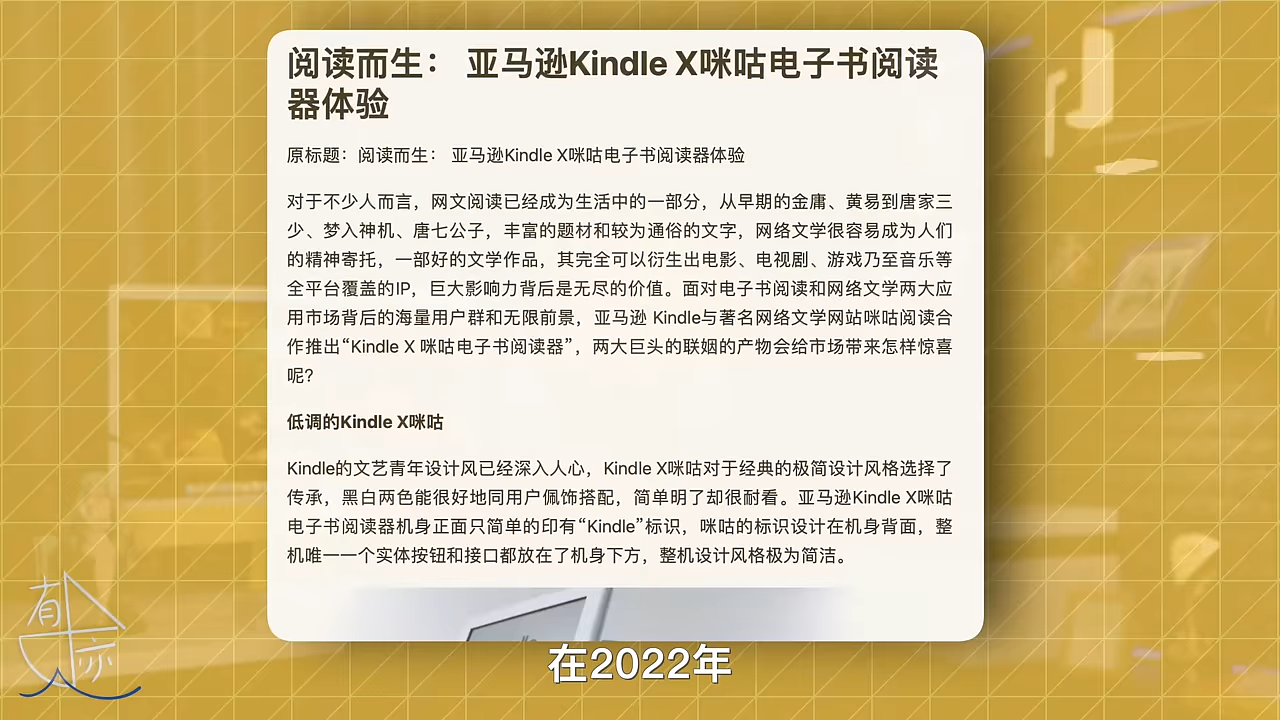 阅读而生： 亚马逊Kindle X咪咕电子书阅读
器体验
原标题：阅读而生： 亚马逊Kindle X咪咕电子书阅读器体验
对于不少人而言，网文阅读已经成为生活中的一部分，从早期的金庸、黄易到唐家三
少、梦入神机、唐七公子，丰富的题材和较为通俗的文字，网络文学很容易成为人们
的精神寄托，一部好的文学作品，其完全可以衍生出电影、电视剧、游戏乃至音乐等
全平台覆盖的IP，巨大影响力背后是无尽的价值。面对电子书阅读和网络文学两大应
用市场背后的海量用户群和无限前景，亚马逊 Kindle与著名网络文学网站咪咕阅读合
作推出“Kindle X 咪咕电子书阅读器”，两大巨头的联姻的产物会给市场带来怎样惊喜
呢？
低调的Kindle X咪咕
Kindle的文艺青年设计风已经深入人心，Kindle X咪咕对于经典的极简设计风格选择了
传承，黑白两色能很好地同用户佩饰搭配，简单明了却很耐看。亚马逊Kindle X咪咕
电子书阅读器机身正面只简单的印有“Kindle”标识，咪咕的标识设计在机身背面，整
机唯一一个实体按钮和接口都放在了机身下方，整机设计风格极为简洁。
有
亦
在2022年